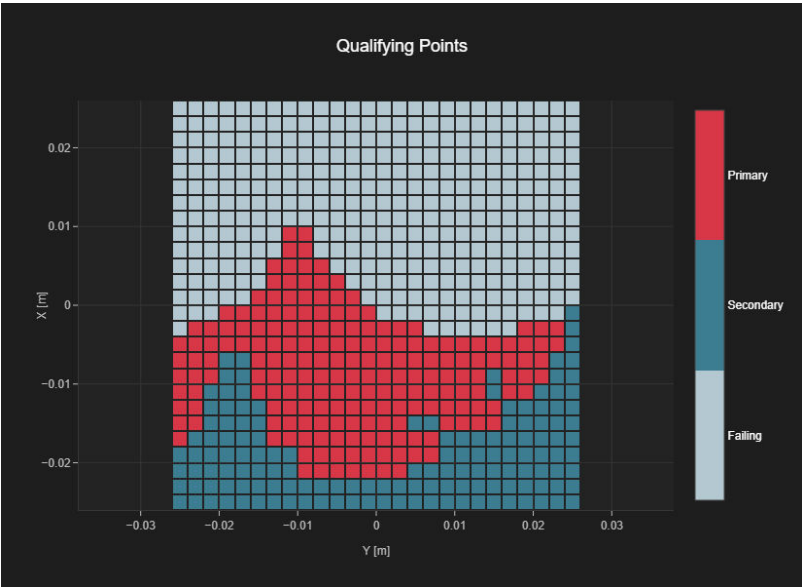 Qualifying Points
0.02
0.01
0
−0.01
−0.02
X [m]
−0.03
−0.02
−0.01
0
0.01
0.02
0.03
Y [m]
Primary
Secondary
Failing